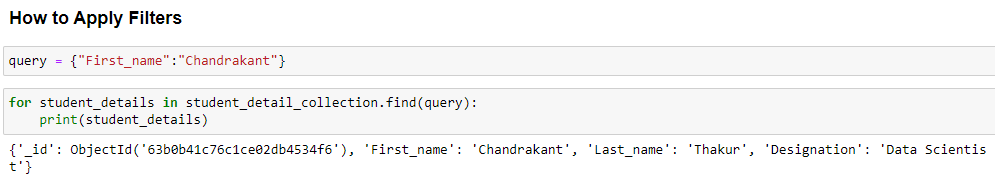 How to Apply Filters
query = {"First_name":"Chandrakant"}
for student_details in student_detail_collection.find(query):
    print(student_details)
{'_id': ObjectId('63b0b41c76c1ce02db4534f6'), 'First_name': 'Chandrakant', 'Last_name': 'Thakur', 'Designation': 'Data Scientis
t'}